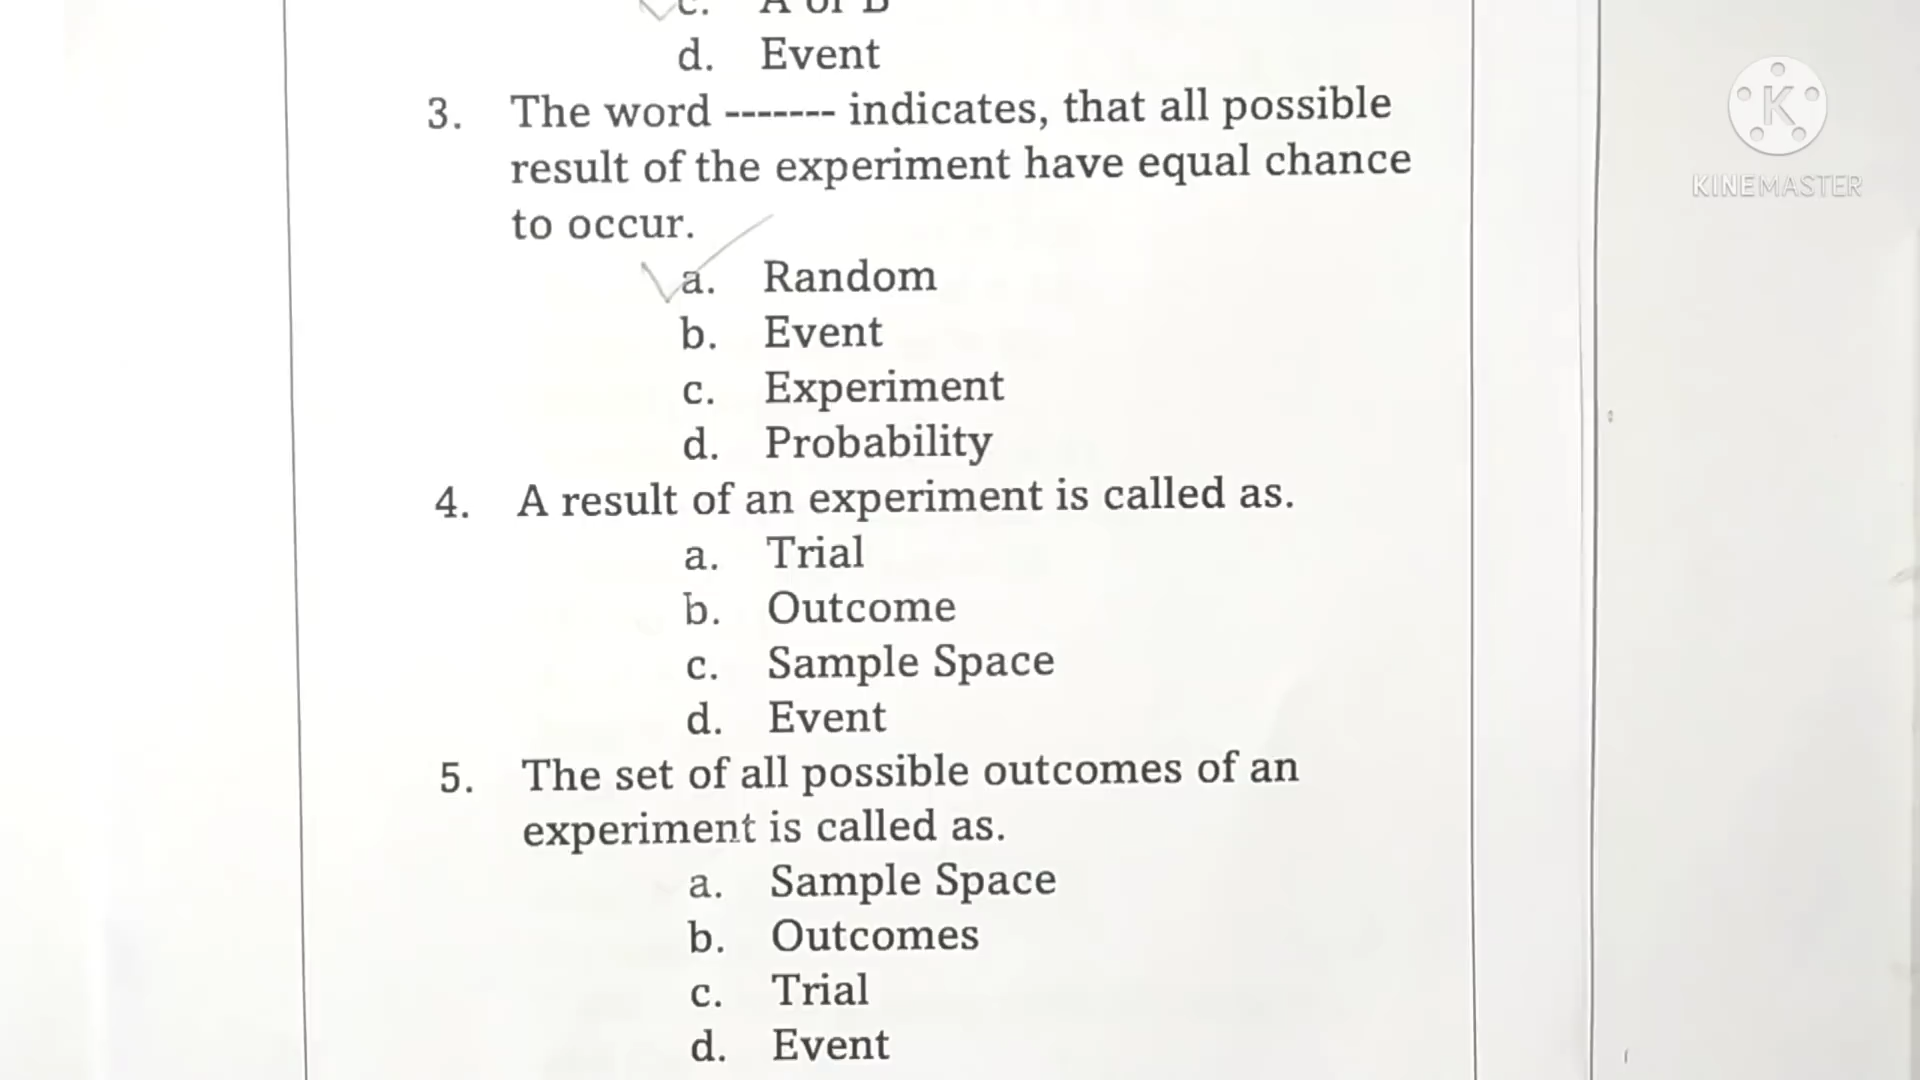 c. A or B
d. Event
3. The word ------- indicates, that all possible
result of the experiment have equal chance
to occur.
a. Random
b. Event
c. Experiment
d. Probability
4. A result of an experiment is called as.
a. Trial
b. Outcome
c. Sample Space
d. Event
5. The set of all possible outcomes of an
experiment is called as.
a. Sample Space
b. Outcomes
c. Trial
d. Event
K
KINEMASTER